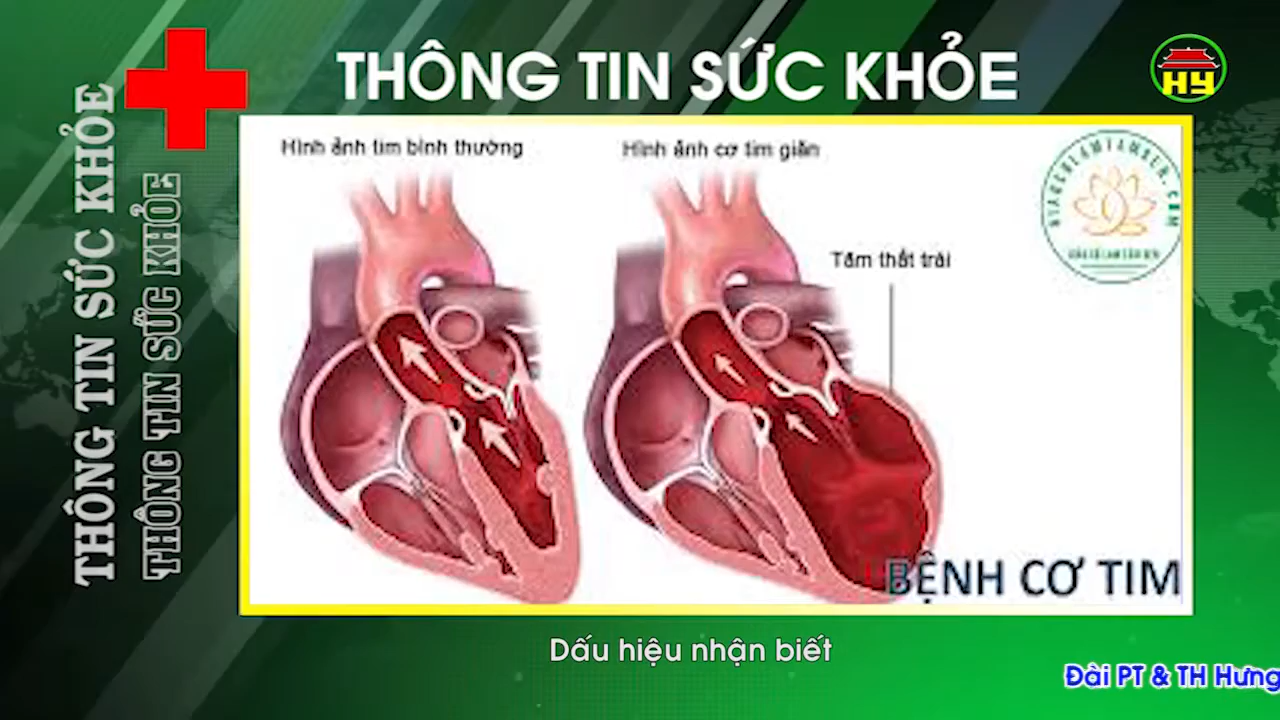 THÔNG TIN SỨC KHỎE
HY
THÔNG TIN SỨC KHỎE
THÔNG TIN SỨC KHỎE
Hình ảnh tim bình thường
Hình ảnh cơ tim giãn
Tâm thất trái
BỆNH CƠ TIM
Dấu hiệu nhận biết
Đài PT & TH Hưng